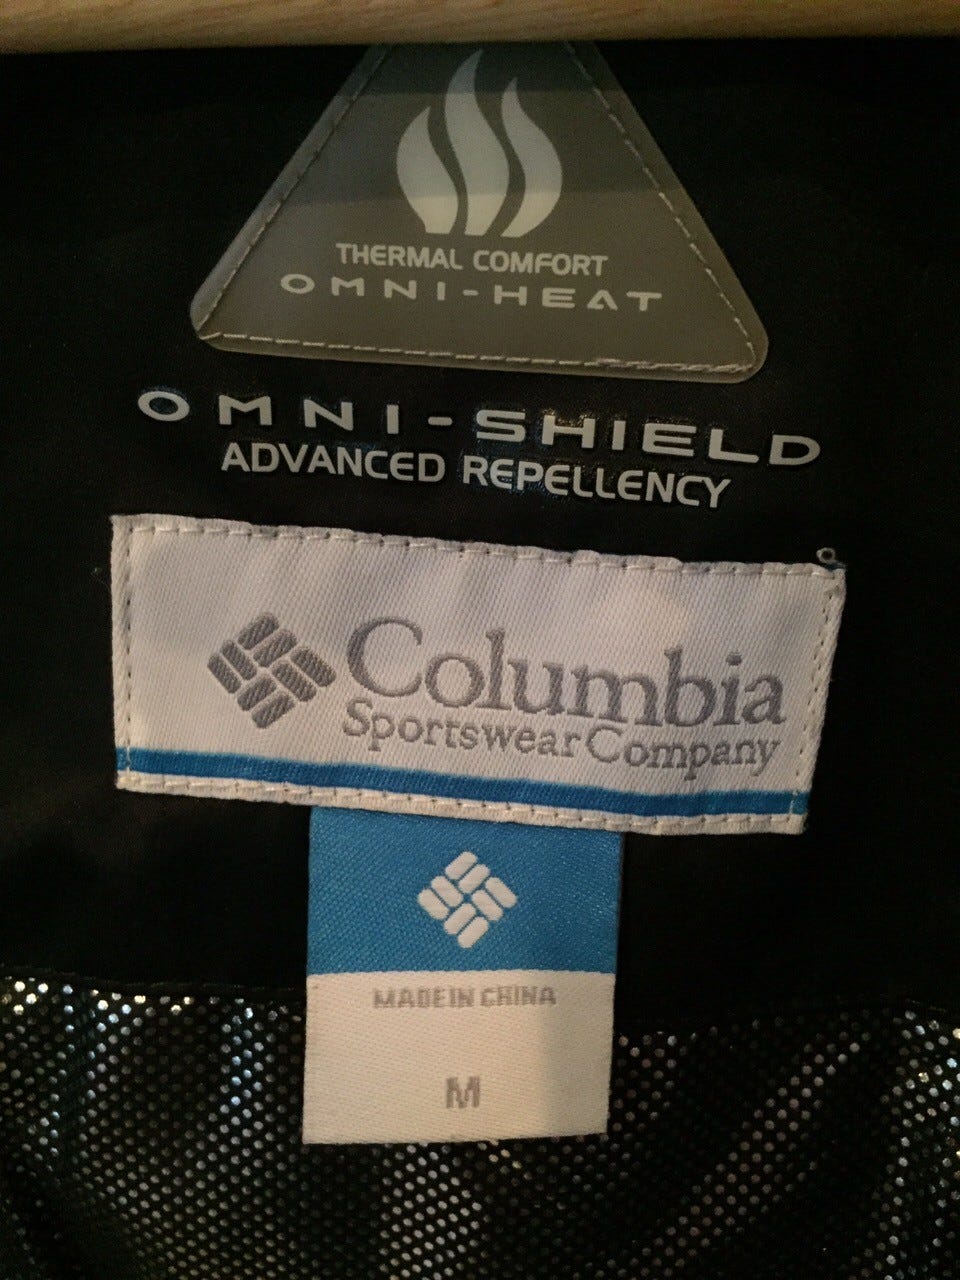 THERMAL COMFORT
OMNI-HEAT
OMNI-SHIELD
ADVANCED REPELLENCY
Columbia
Sportswear Company
MADE IN CHINA
M